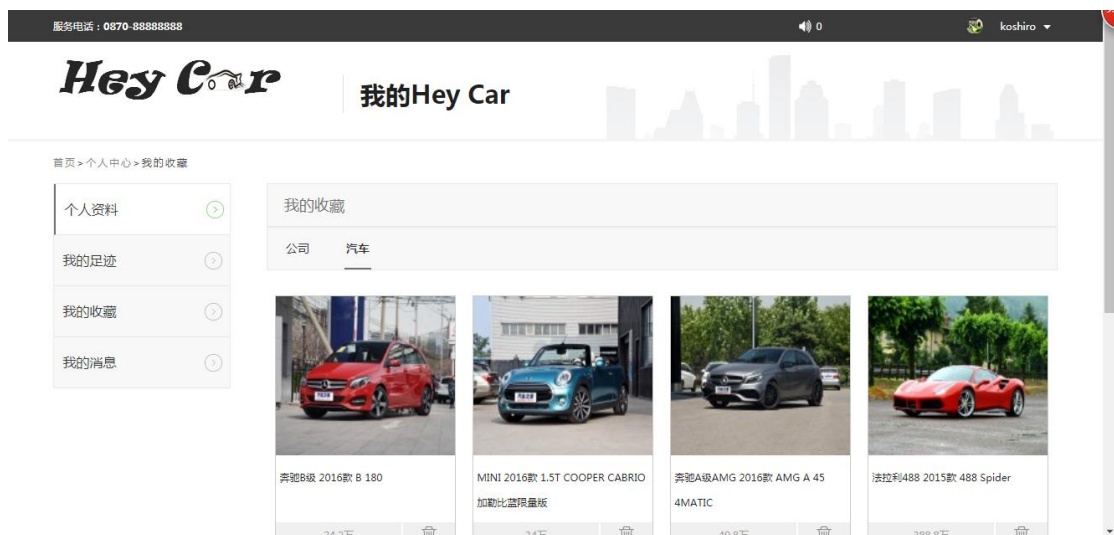 服务电话：0870-88888888
0
koshiro
Hey Car
我的Hey Car
首页>个人中心>我的收藏
个人资料
我的足迹
我的收藏
我的消息
我的收藏
公司 汽车
奔驰B级 2016款 B 180
MINI 2016款 1.5T COOPER CABRIO
加勒比蓝限量版
奔驰A级AMG 2016款 AMG A 45
4MATIC
法拉利488 2015款 488 Spider